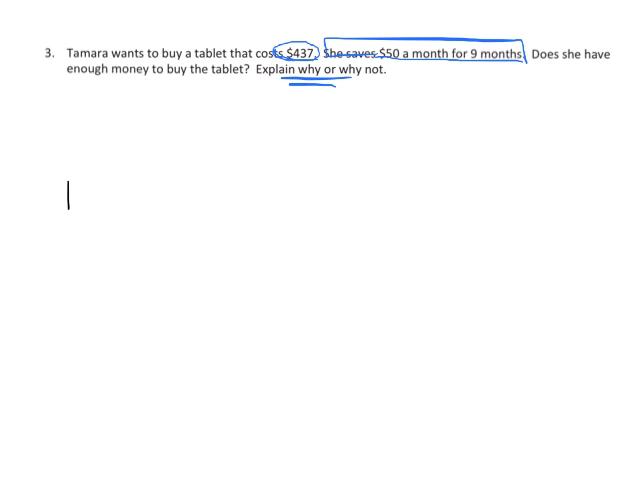 3. Tamara wants to buy a tablet that costs $437. She saves $50 a month for 9 months. Does she have
enough money to buy the tablet? Explain why or why not.